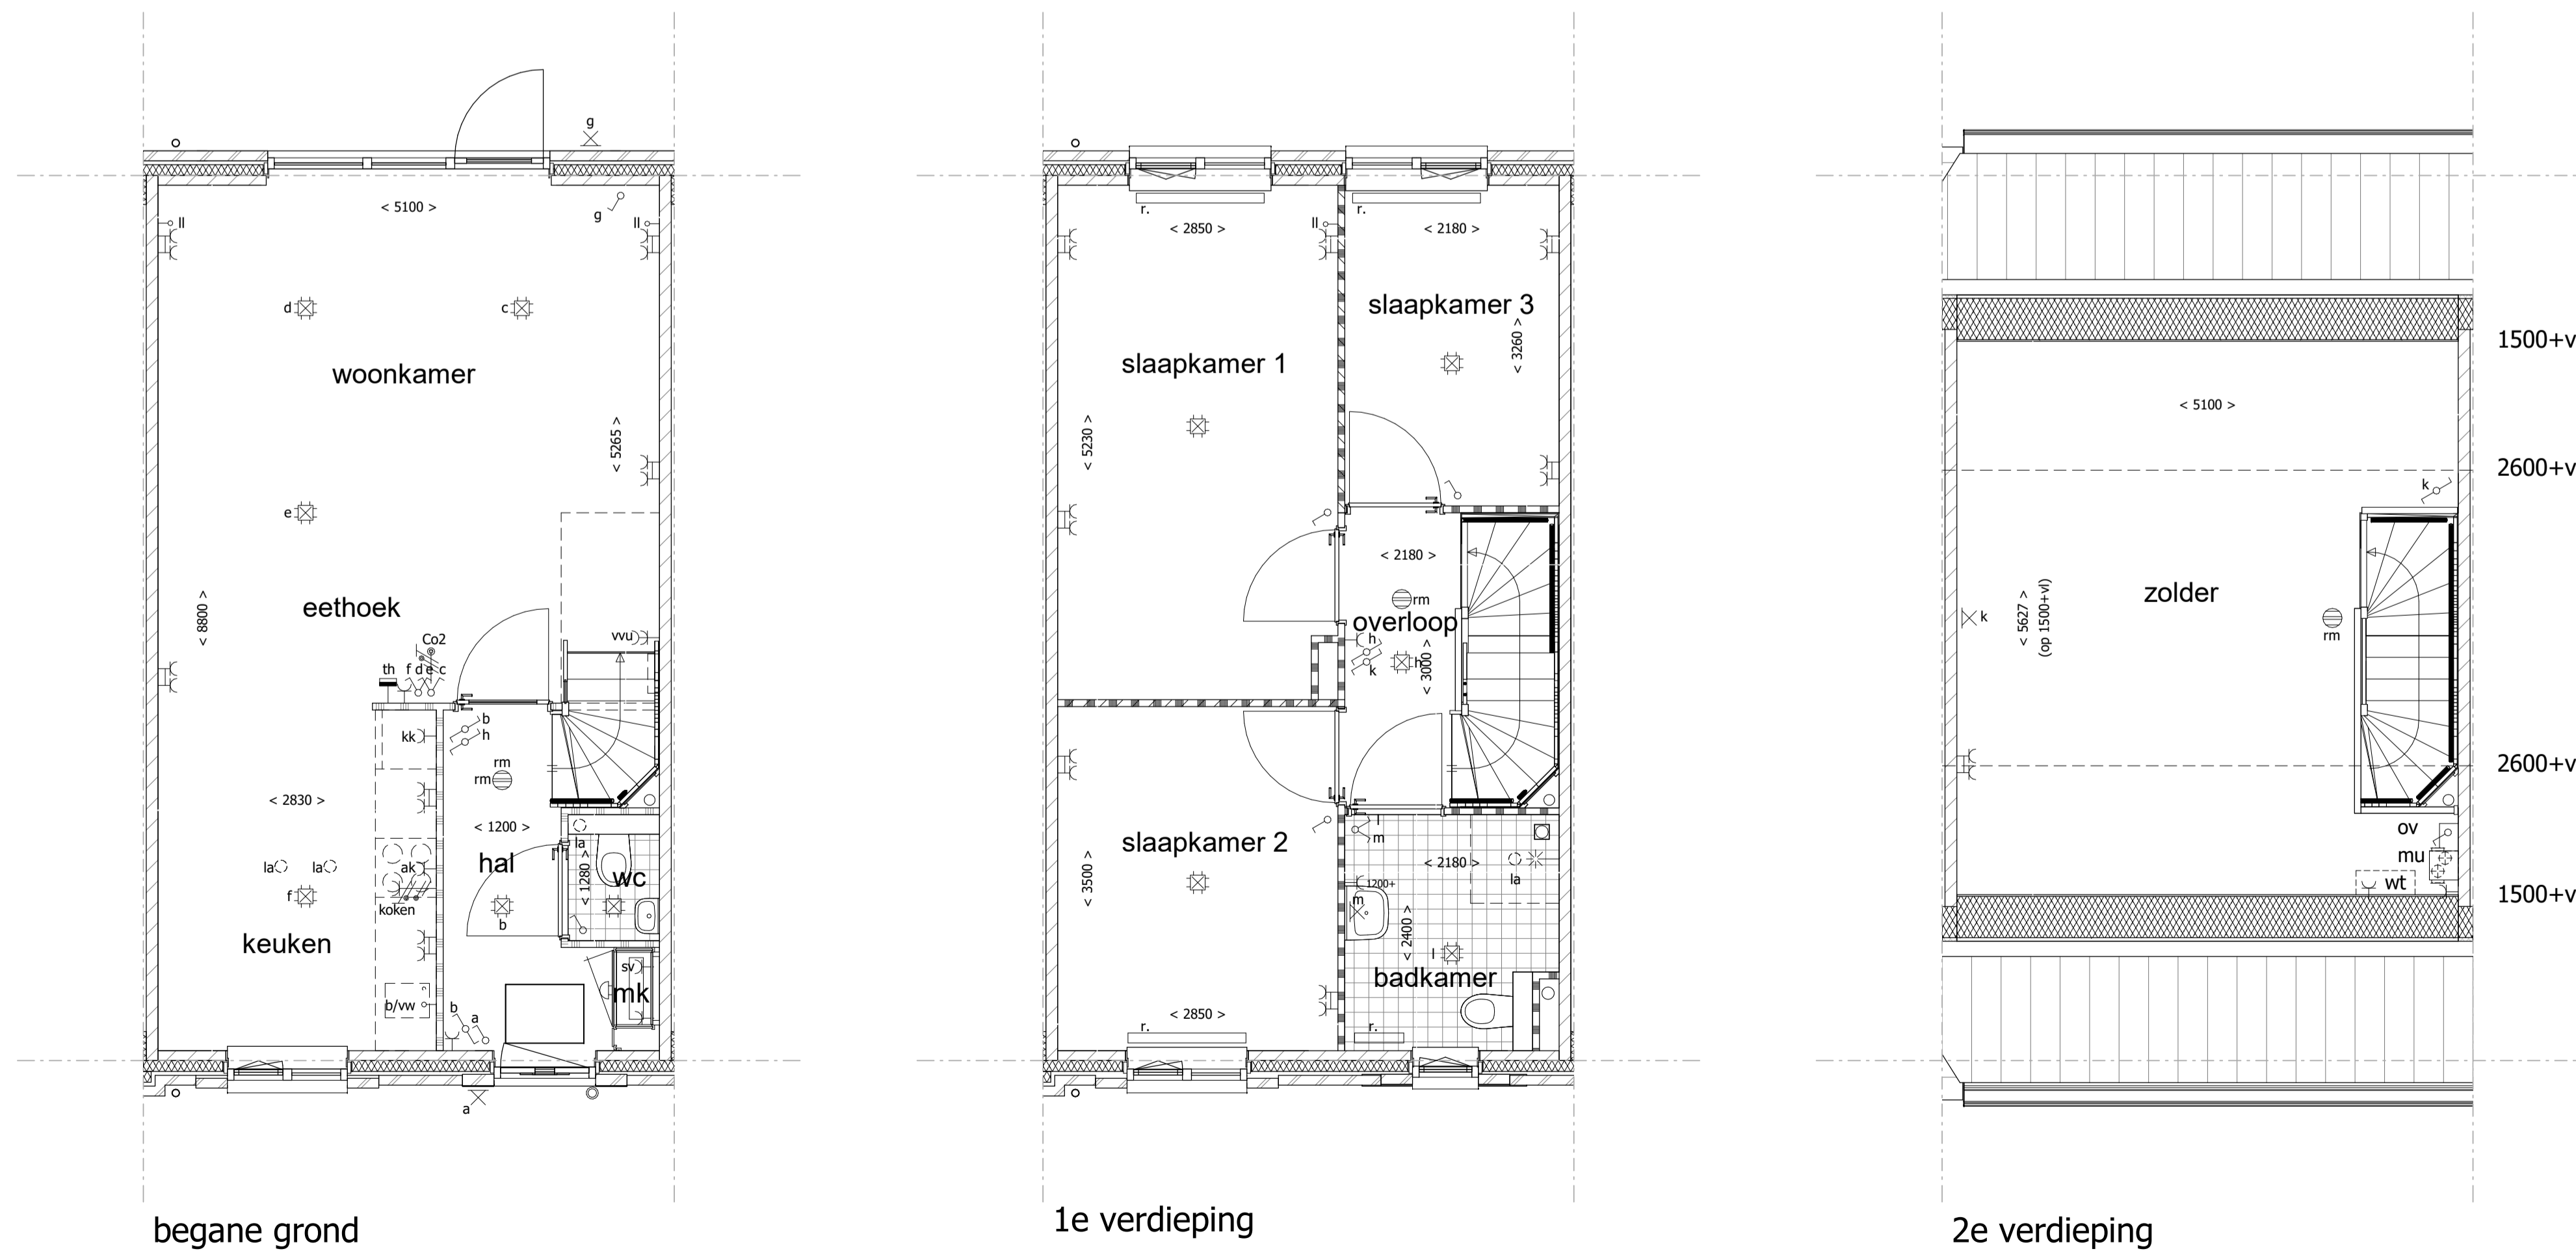 g
< 5100 >
g
ll
ll
d
c
woonkamer
< 5265 >
e
< 8800 >
eethoek
vvu
Co2
th
f
d
e
c
kk
b
h
rm
rm
< 2830 >
< 1200 >
la
la
la
ak
hal
< 1280 >
wc
f
koken
b
keuken
sv
mk
b/vw
b
a
a
begane grond
r.
r.
< 2850 >
ll
< 2180 >
slaapkamer 3
< 3260 >
slaapkamer 1
< 5230 >
< 2180 >
rm
overloop
h
k
h
< 3000 >
slaapkamer 2
l
m
< 2180 >
la
1200+
m
< 3500 >
< 2400 >
l
badkamer
< 2850 >
r.
r.
1e verdieping
1500+v
< 5100 >
2600+v
k
zolder
k
< 5627 >
(op 1500+vl)
rm
2600+v
ov
mu
wt
1500+v
2e verdieping